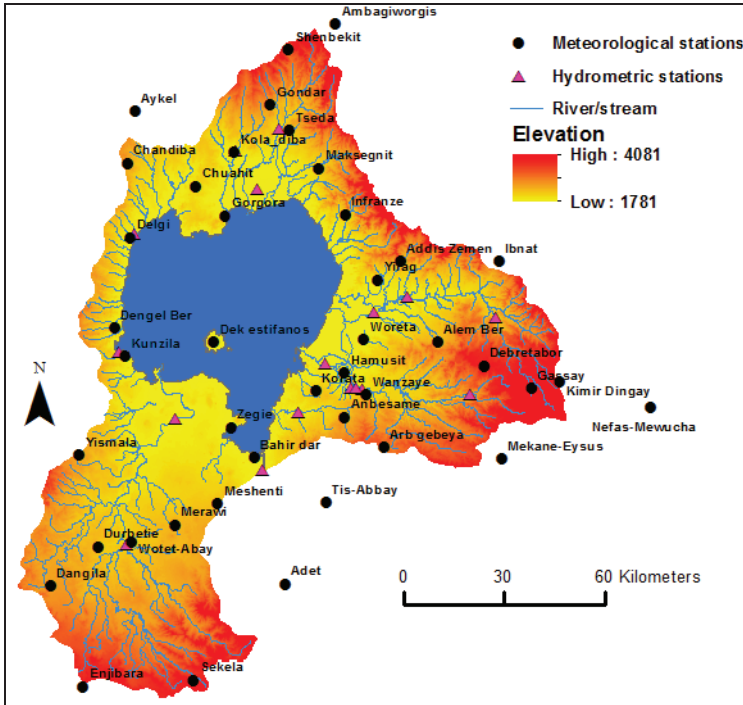 Ambagiworgis
Shenbekit
Meteorological stations
Hydrometric stations
River/stream
Elevation
High : 4081
Low : 1781
Aykel
Gondar
Tseda
Kola_diba
Chandiba
Maksegnit
Chuahit
Gorgora
Infranze
Delgi
Addis Zemen
Ibnat
Yifag
Dengel Ber
Dek estifanos
Woreta
Alem Ber
Kunzila
Hamusit
Debretabor
N
Korata
Wanzaye
Gassay
Kimir Dingay
Anbesame
Nefas-Mewucha
Zegie
Yismala
Bahir dar
Arb gebeya
Mekane-Eysus
Meshenti
Tis-Abbay
Merawi
Durbetie
Wotet-Abay
Dangila
Adet
0 30 60 Kilometers
Enjibara
Sekela